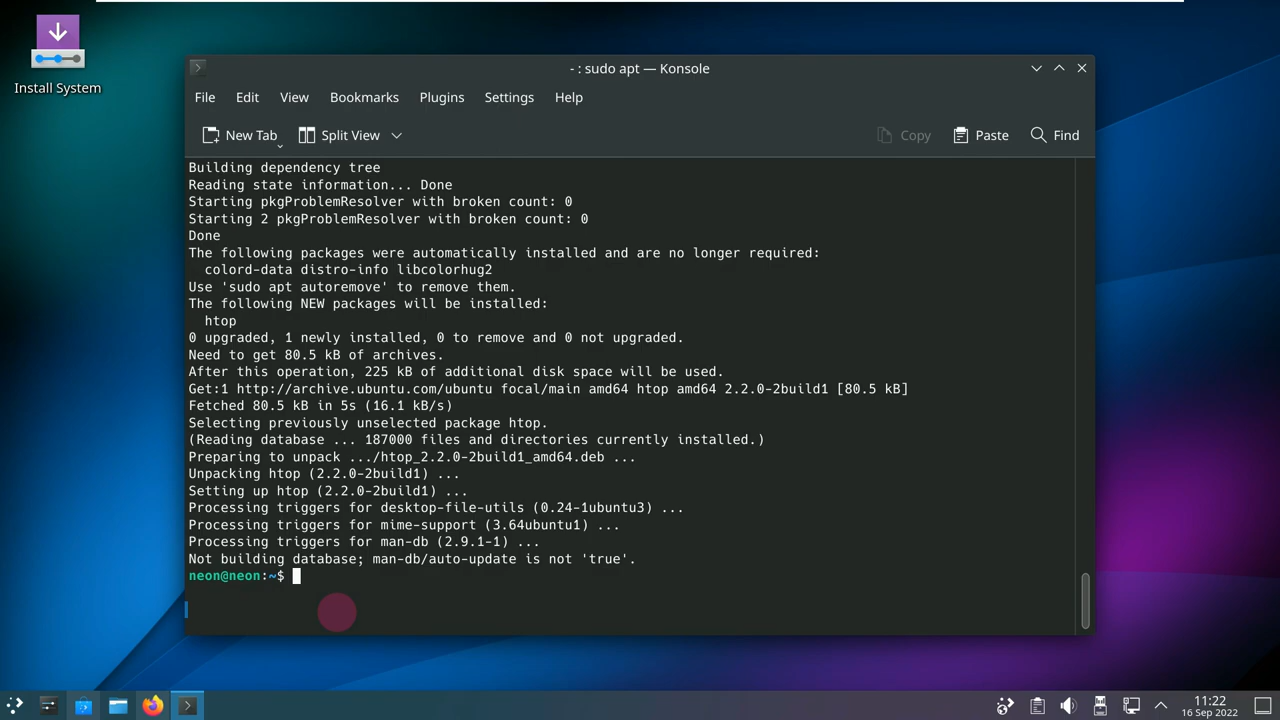 Install System
- : sudo apt — Konsole
File Edit View Bookmarks Plugins Settings Help
New Tab Split View Copy Paste Find
Building dependency tree
Reading state information... Done
Starting pkgProblemResolver with broken count: 0
Starting 2 pkgProblemResolver with broken count: 0
Done
The following packages were automatically installed and are no longer required:
  colord-data distro-info libcolorhug2
Use 'sudo apt autoremove' to remove them.
The following NEW packages will be installed:
  htop
0 upgraded, 1 newly installed, 0 to remove and 0 not upgraded.
Need to get 80.5 kB of archives.
After this operation, 225 kB of additional disk space will be used.
Get:1 http://archive.ubuntu.com/ubuntu focal/main amd64 htop amd64 2.2.0-2build1 [80.5 kB]
Fetched 80.5 kB in 5s (16.1 kB/s)
Selecting previously unselected package htop.
(Reading database ... 187000 files and directories currently installed.)
Preparing to unpack .../htop_2.2.0-2build1_amd64.deb ...
Unpacking htop (2.2.0-2build1) ...
Setting up htop (2.2.0-2build1) ...
Processing triggers for desktop-file-utils (0.24-1ubuntu3) ...
Processing triggers for mime-support (3.64ubuntu1) ...
Processing triggers for man-db (2.9.1-1) ...
Not building database; man-db/auto-update is not 'true'.
neon@neon:~$
11:22
16 Sep 2022